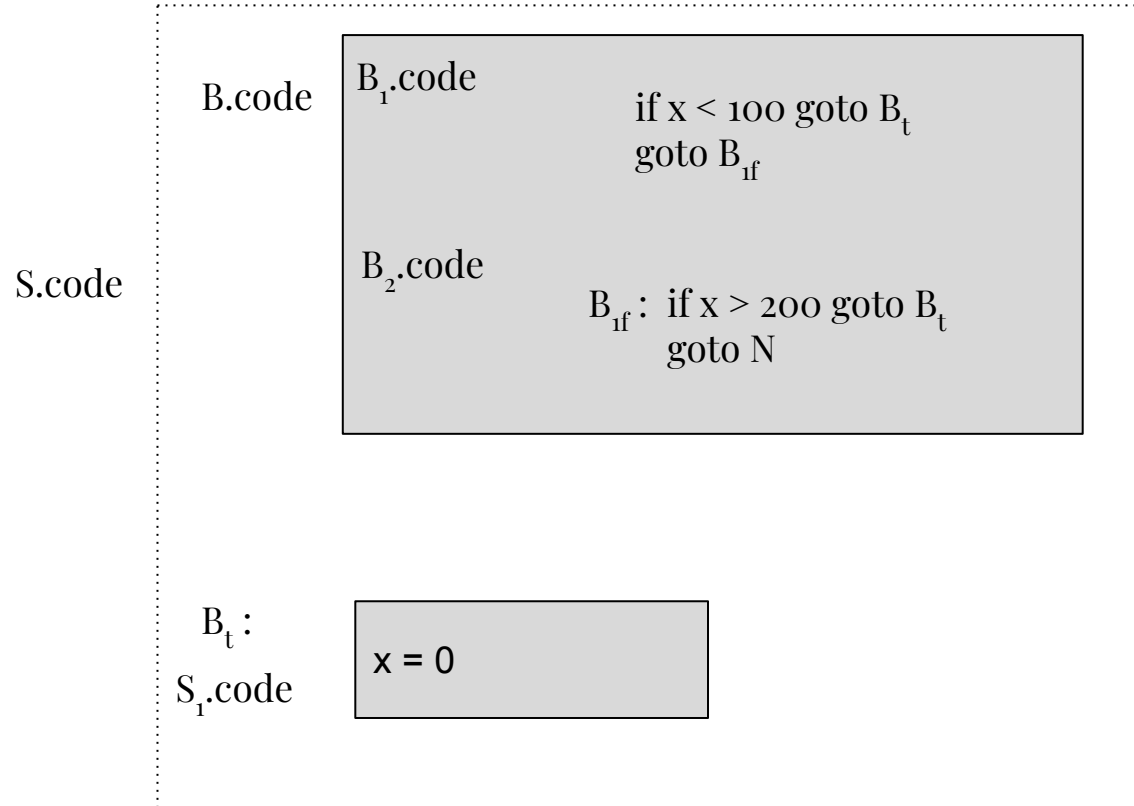 B.code
B₁.code
if x < 100 goto Bₜ
goto B₁f
S.code
B₂.code
B₁f : if x > 200 goto Bₜ
goto N
Bₜ :
S₁.code
x = 0